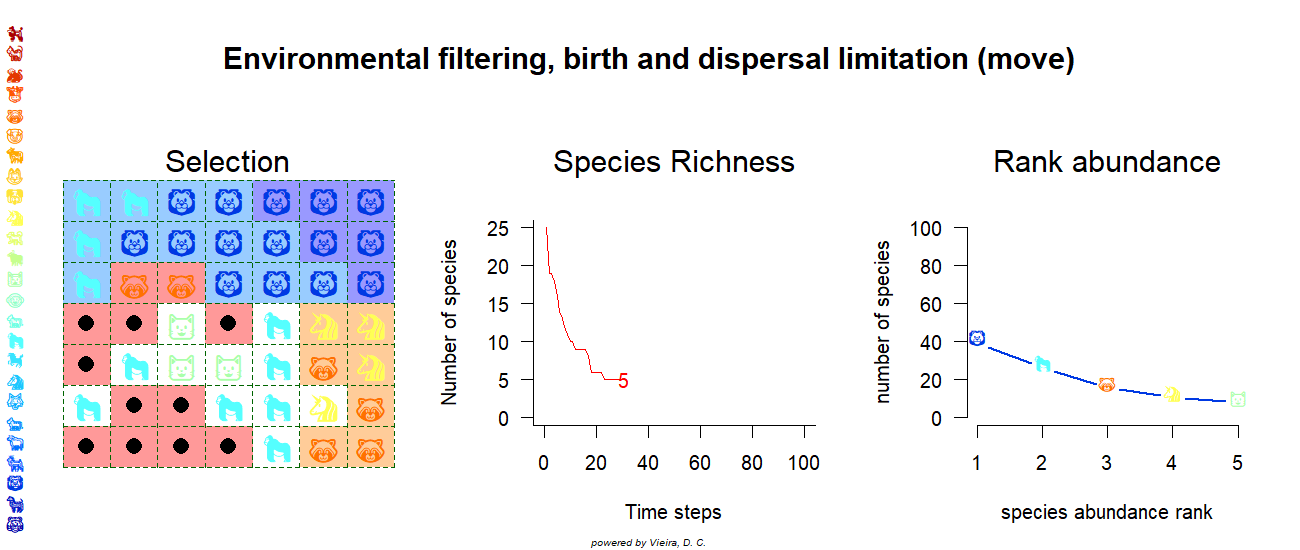 Environmental filtering, birth and dispersal limitation (move)
Selection
Species Richness
Number of species
25
20
15
10
5
0
5
0 20 40 60 80 100
Time steps
Rank abundance
number of species
100
80
60
40
20
0
1 2 3 4 5
species abundance rank
powered by Vieira, D. C.